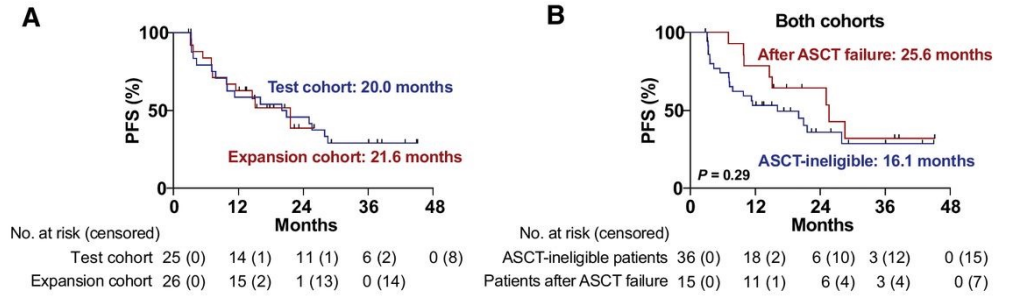 A
100
50
0
PFS (%)
Test cohort: 20.0 months
Expansion cohort: 21.6 months
0 12 24 36 48
Months
No. at risk (censored)
Test cohort 25 (0) 14 (1) 11 (1) 6 (2) 0 (8)
Expansion cohort 26 (0) 15 (2) 1 (13) 0 (14)
B
Both cohorts
100
50
0
PFS (%)
After ASCT failure: 25.6 months
ASCT-ineligible: 16.1 months
P = 0.29
0 12 24 36 48
Months
No. at risk (censored)
ASCT-ineligible patients 36 (0) 18 (2) 6 (10) 3 (12) 0 (15)
Patients after ASCT failure 15 (0) 11 (1) 6 (4) 3 (4) 0 (7)